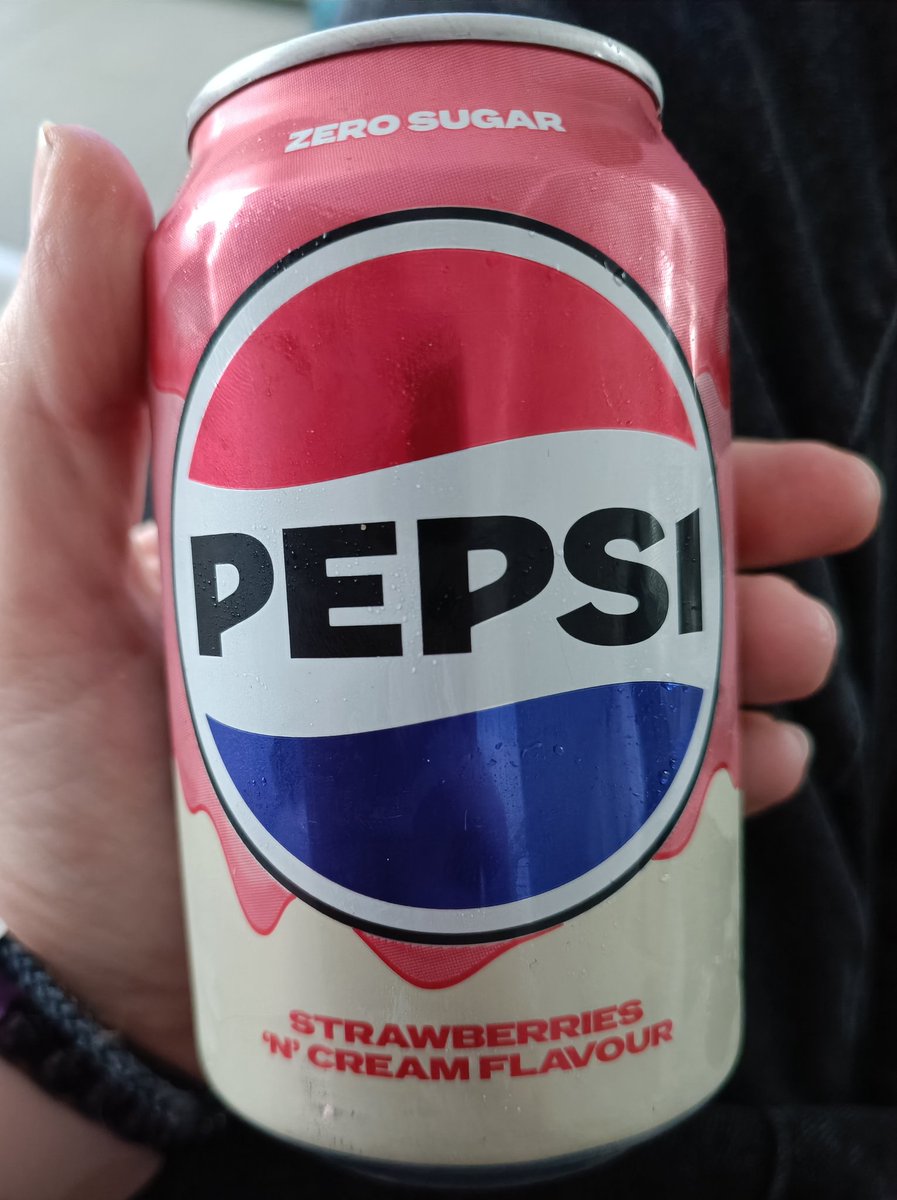 ZERO SUGAR
PEPSI
STRAWBERRIES
'N' CREAM FLAVOUR